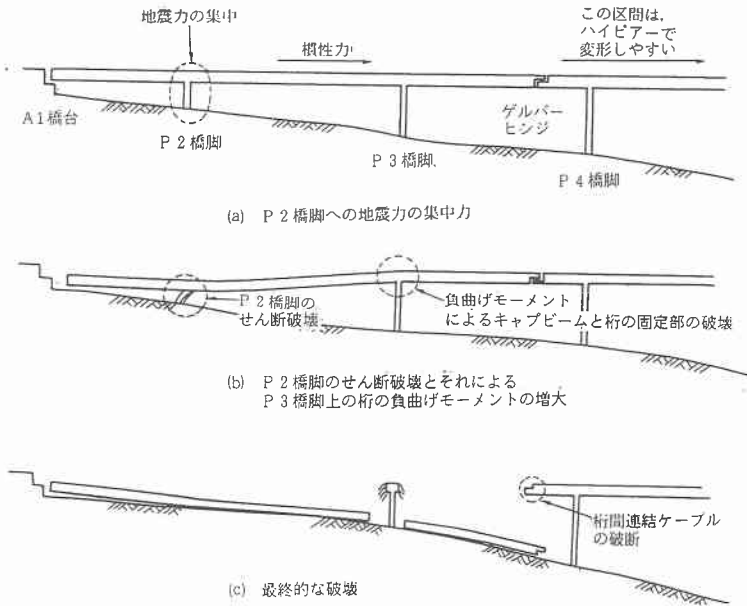 地震力の集中
慣性力
この区間は,
ハイピアーで
変形しやすい
A1橋台
P2橋脚
P3橋脚
ゲルバー
ヒンジ
P4橋脚
(a) P2橋脚への地震力の集中力
P2橋脚の
せん断破壊
負曲げモーメント
によるキャプビームと桁の固定部の破壊
(b) P2橋脚のせん断破壊とそれによる
P3橋脚上の桁の負曲げモーメントの増大
桁間連結ケーブル
の破断
(c) 最終的な破壊